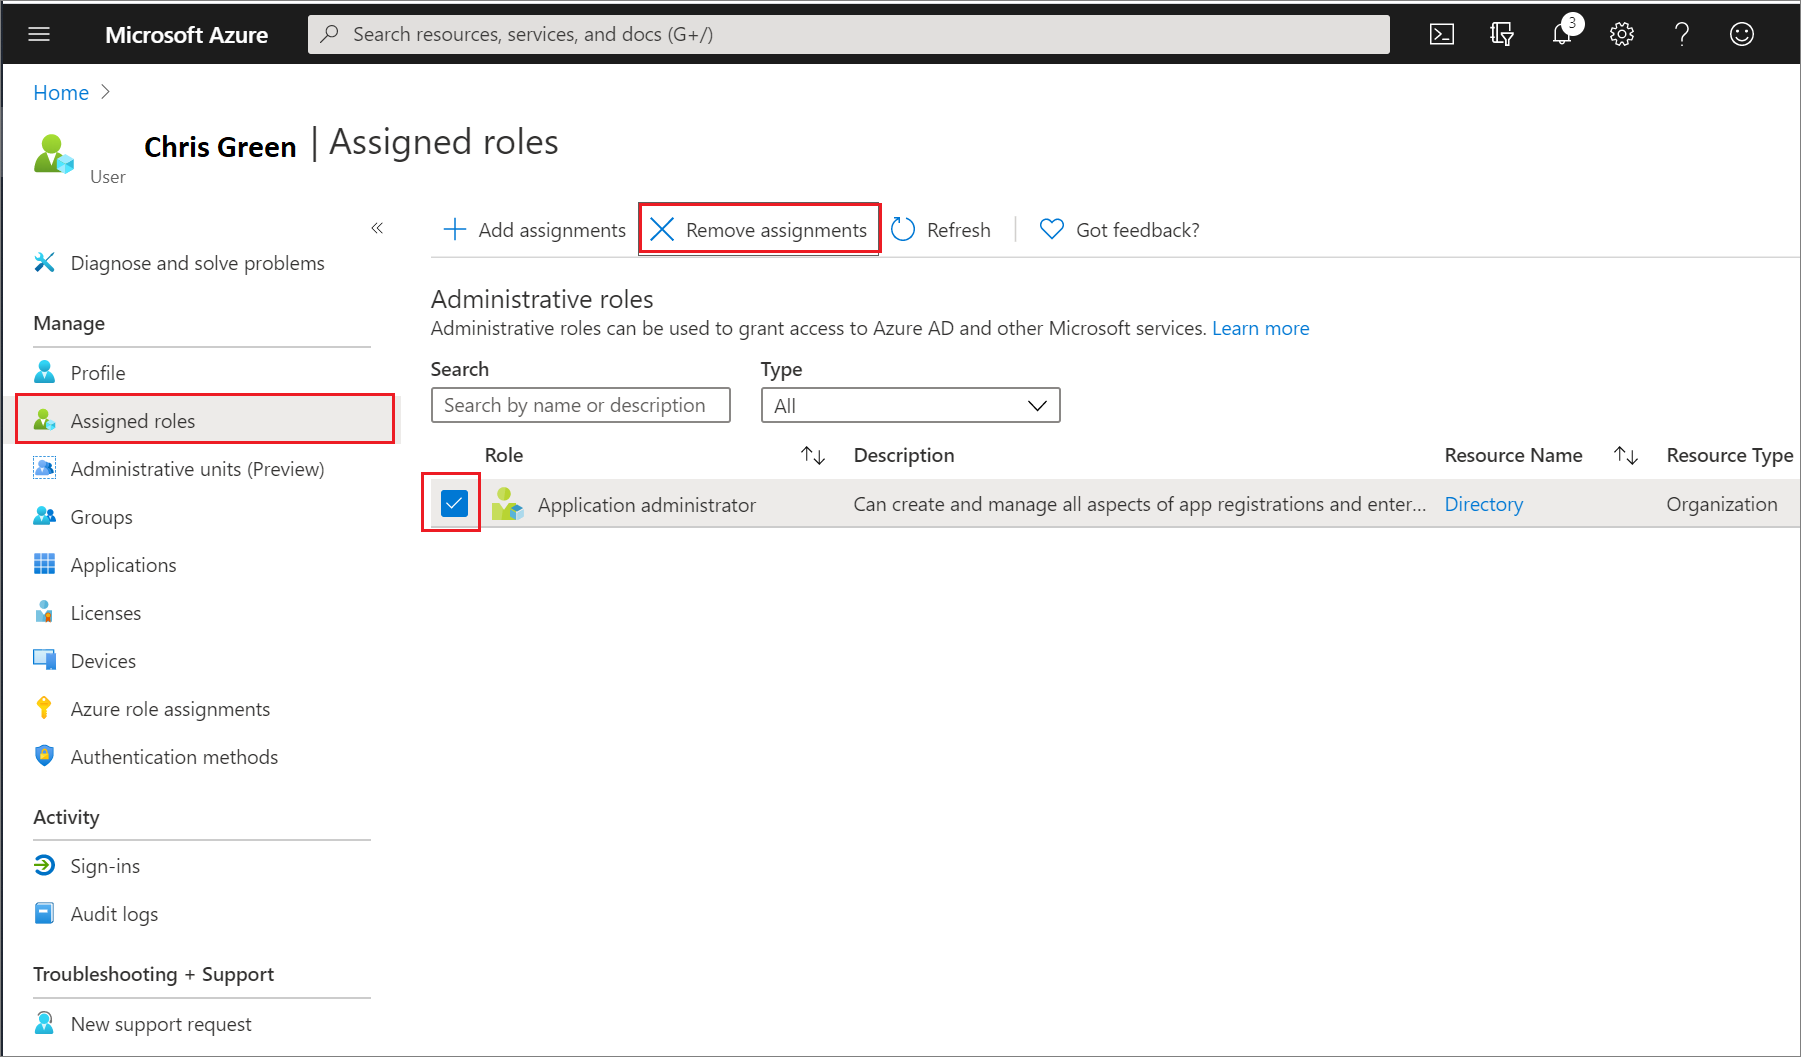 Microsoft Azure
Search resources, services, and docs (G+/)
3
Home
Chris Green | Assigned roles
User
«
Add assignments
Remove assignments
Refresh
Got feedback?
Diagnose and solve problems
Manage
Profile
Assigned roles
Administrative units (Preview)
Groups
Applications
Licenses
Devices
Azure role assignments
Authentication methods
Activity
Sign-ins
Audit logs
Troubleshooting + Support
New support request
Administrative roles
Administrative roles can be used to grant access to Azure AD and other Microsoft services. Learn more
Search
Type
Search by name or description
All
Role
Description
Resource Name
Resource Type
Application administrator
Can create and manage all aspects of app registrations and enter...
Directory
Organization